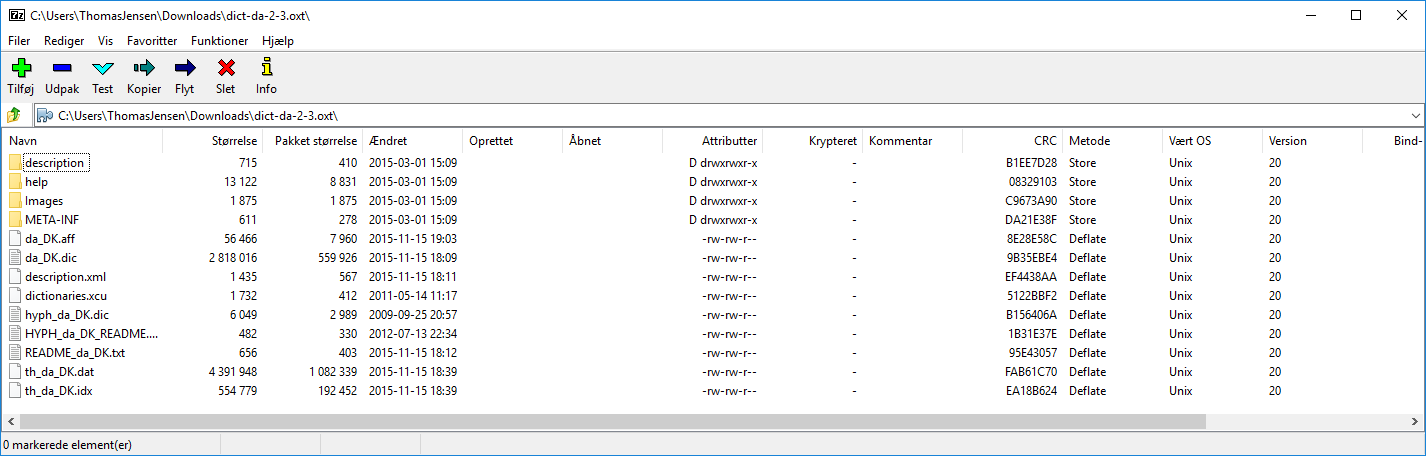 C:\Users\ThomasJensen\Downloads\dict-da-2-3.oxt\
Filer Rediger Vis Favoritter Funktioner Hjælp
Tilføj Udpak Test Kopier Flyt Slet Info
C:\Users\ThomasJensen\Downloads\dict-da-2-3.oxt\
Navn Størrelse Pakket størrelse Ændret Oprettet Åbnet Attributter Krypteret Kommentar CRC Metode Vært OS Version Bind-
description 715 410 2015-03-01 15:09 D drwxrwxr-x - B1EE7D28 Store Unix 20
help 13 122 8 831 2015-03-01 15:09 D drwxrwxr-x - 08329103 Store Unix 20
Images 1 875 1 875 2015-03-01 15:09 D drwxrwxr-x - C9673A90 Store Unix 20
META-INF 611 278 2015-03-01 15:09 D drwxrwxr-x - DA21E38F Store Unix 20
da_DK.aff 56 466 7 960 2015-11-15 19:03 -rw-rw-r-- - 8E28E58C Deflate Unix 20
da_DK.dic 2 818 016 559 926 2015-11-15 18:09 -rw-rw-r-- - 9B35EBE4 Deflate Unix 20
description.xml 1 435 567 2015-11-15 18:11 -rw-rw-r-- - EF4438AA Deflate Unix 20
dictionaries.xcu 1 732 412 2011-05-14 11:17 -rw-rw-r-- - 5122BBF2 Deflate Unix 20
hyph_da_DK.dic 6 049 2 989 2009-09-25 20:57 -rw-rw-r-- - B156406A Deflate Unix 20
HYPH_da_DK_README.... 482 330 2012-07-13 22:34 -rw-rw-r-- - 1B31E37E Deflate Unix 20
README_da_DK.txt 656 403 2015-11-15 18:12 -rw-rw-r-- - 95E43057 Deflate Unix 20
th_da_DK.dat 4 391 948 1 082 339 2015-11-15 18:39 -rw-rw-r-- - FAB61C70 Deflate Unix 20
th_da_DK.idx 554 779 192 452 2015-11-15 18:39 -rw-rw-r-- - EA18B624 Deflate Unix 20
0 markerede element(er)